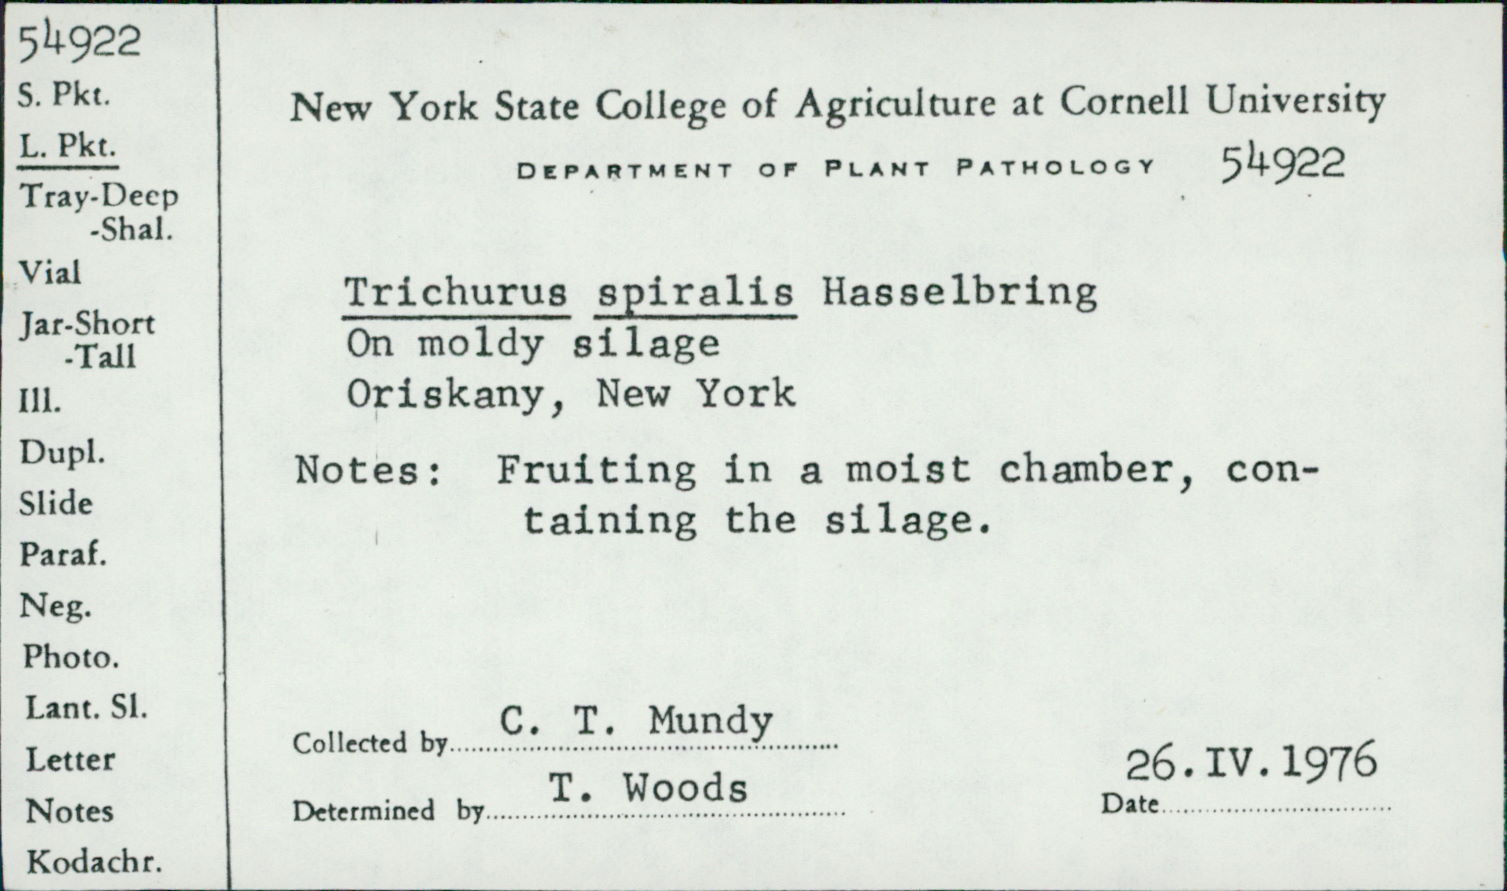 54922
S. Pkt.
L. Pkt.
Tray-Deep
-Shal.
Vial
Jar-Short
-Tall
Ill.
Dupl.
Slide
Paraf.
Neg.
Photo.
Lant. Sl.
Letter
Notes
Kodachr.
New York State College of Agriculture at Cornell University
DEPARTMENT OF PLANT PATHOLOGY 54922
Trichurus spiralis Hasselbring
On moldy silage
Oriskany, New York
Notes: Fruiting in a moist chamber, con-
taining the silage.
Collected by C. T. Mundy
Determined by T. Woods
Date 26.IV.1976